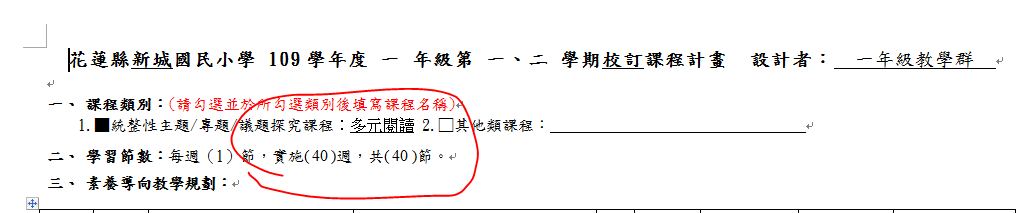 花蓮縣新城國民小學 109學年度 一 年級第 一、二 學期校訂課程計畫 設計者：一年級教學群
一、 課程類別：(請勾選並於所勾選類別後填寫課程名稱)
1.■統整性主題/專題/議題探究課程：多元閱讀 2.□其他類課程：
二、 學習節數：每週（1）節，實施(40)週，共(40)節。
三、 素養導向教學規劃：